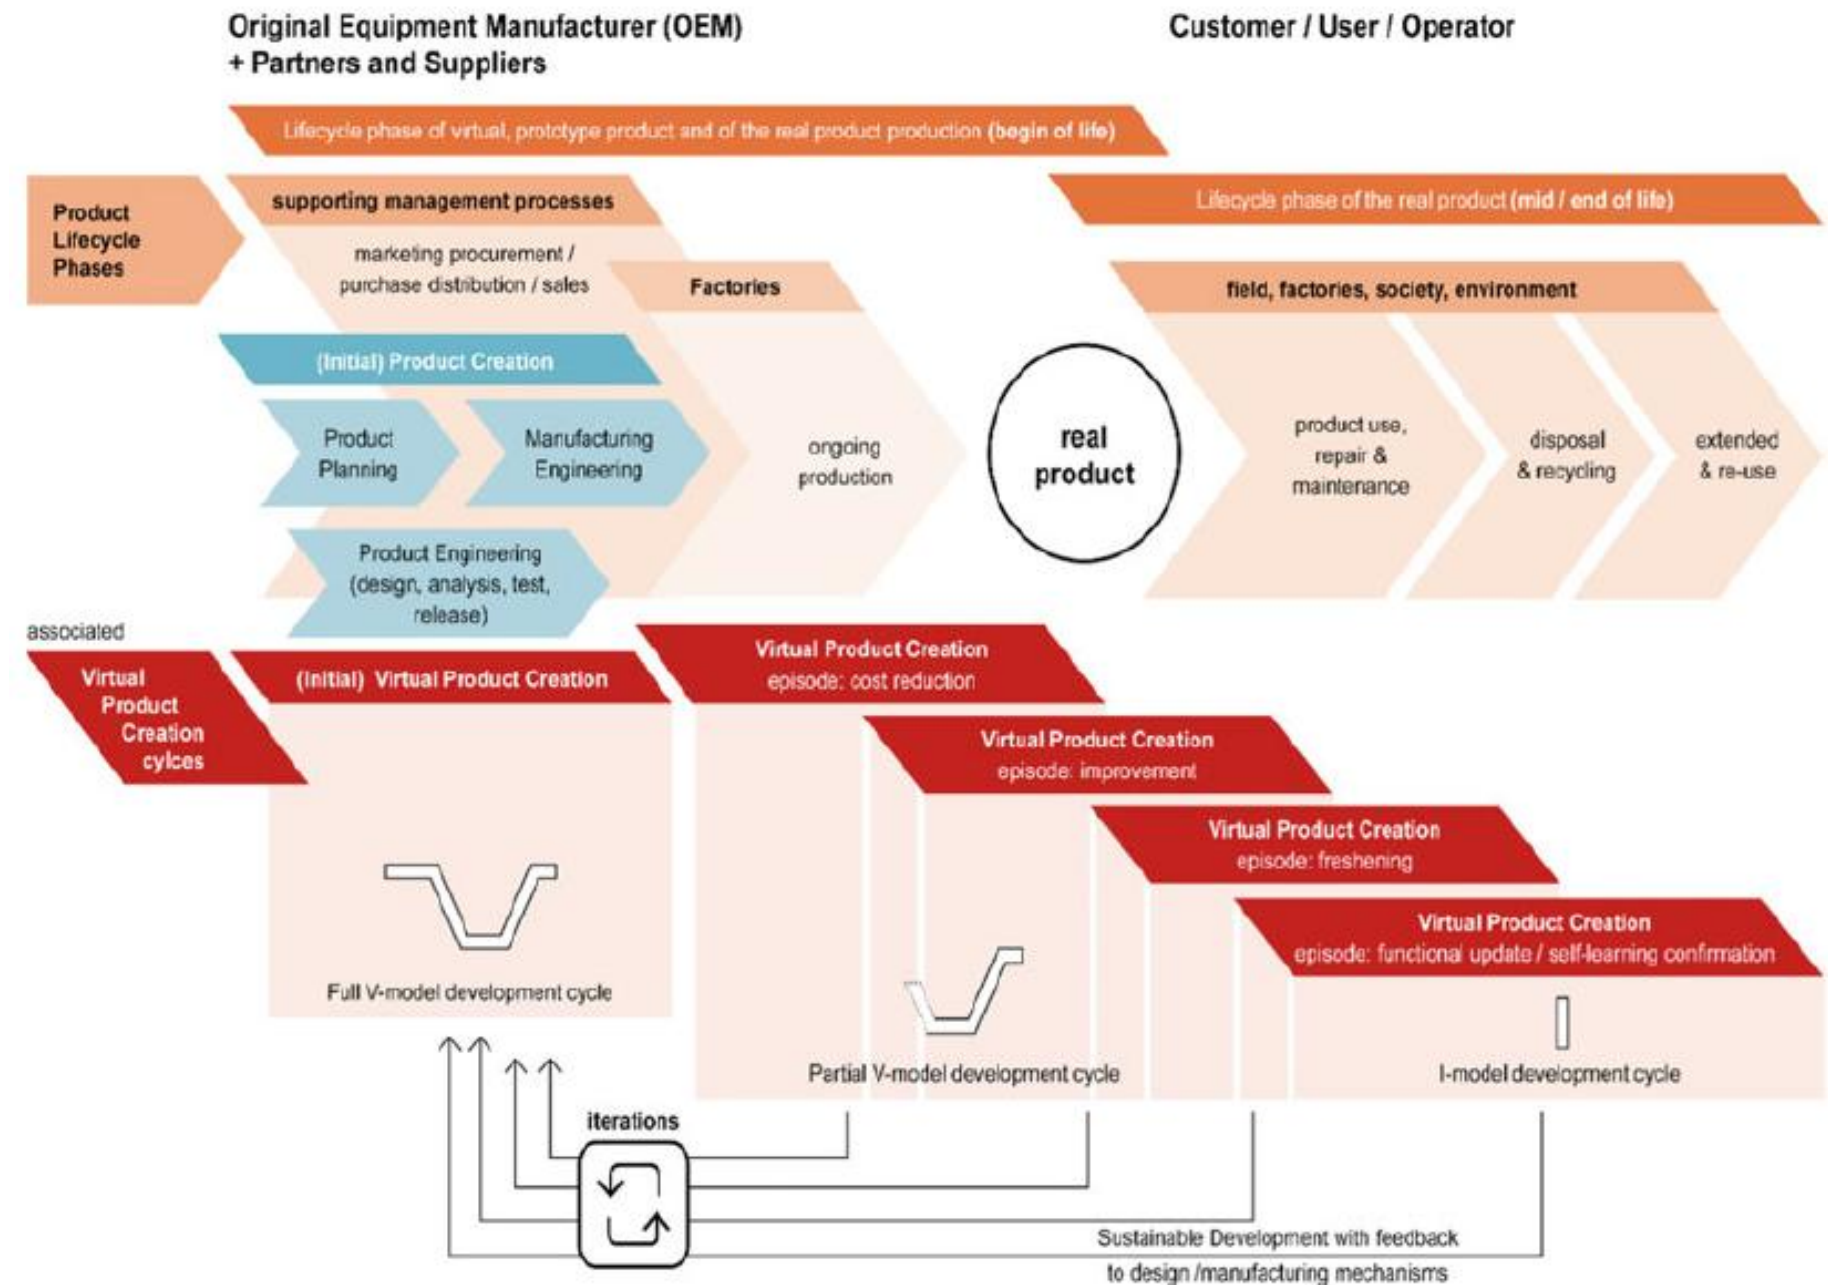 Original Equipment Manufacturer (OEM)
+ Partners and Suppliers
Customer / User / Operator
Lifecycle phase of virtual, prototype product and of the real product production (begin of life)
Product
Lifecycle
Phases
supporting management processes
marketing procurement /
purchase distribution / sales
Factories
Lifecycle phase of the real product (mid / end of life)
field, factories, society, environment
(Initial) Product Creation
Product
Planning
Manufacturing
Engineering
Product Engineering
(design, analysis, test,
release)
ongoing
production
real
product
product use,
repair &
maintenance
disposal
& recycling
extended
& re-use
associated
Virtual
Product
Creation
cylces
(Initial) Virtual Product Creation
Virtual Product Creation
episode: cost reduction
Virtual Product Creation
episode: improvement
Virtual Product Creation
episode: freshening
Virtual Product Creation
episode: functional update / self-learning confirmation
Full V-model development cycle
Partial V-model development cycle
I-model development cycle
iterations
Sustainable Development with feedback
to design /manufacturing mechanisms